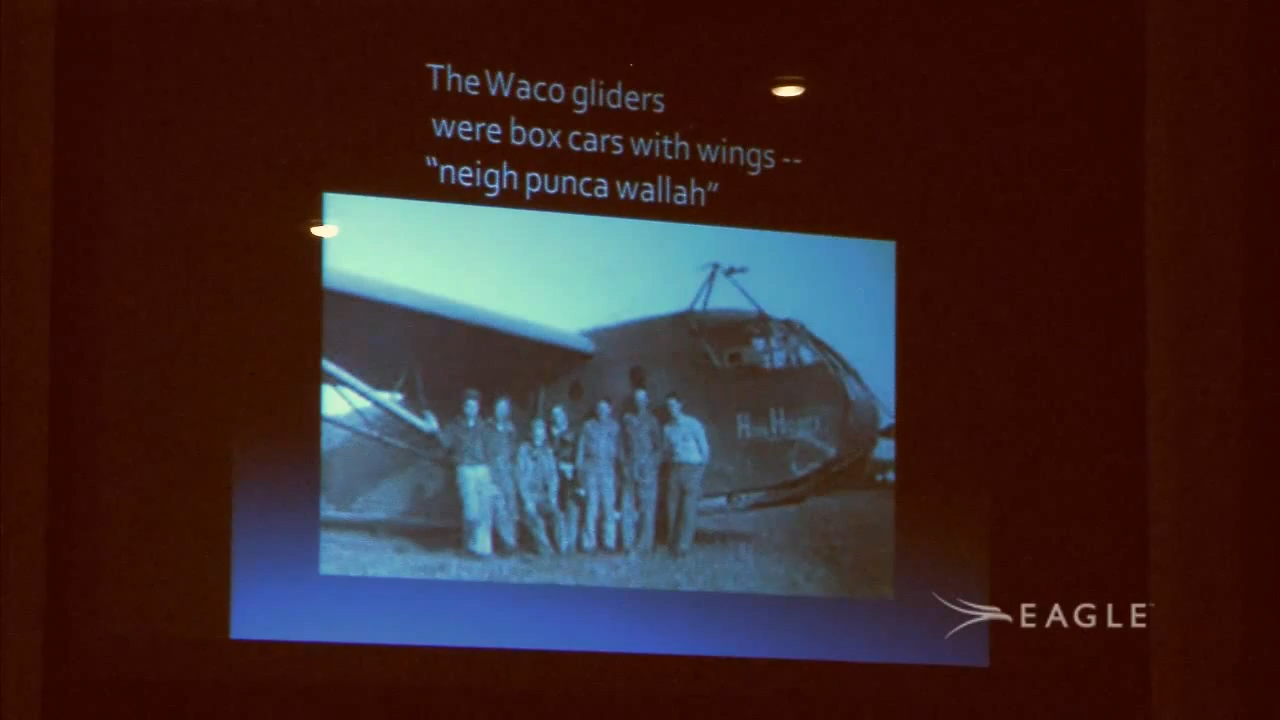 The Waco gliders
were box cars with wings --
“neigh punca wallah”
EAGLE